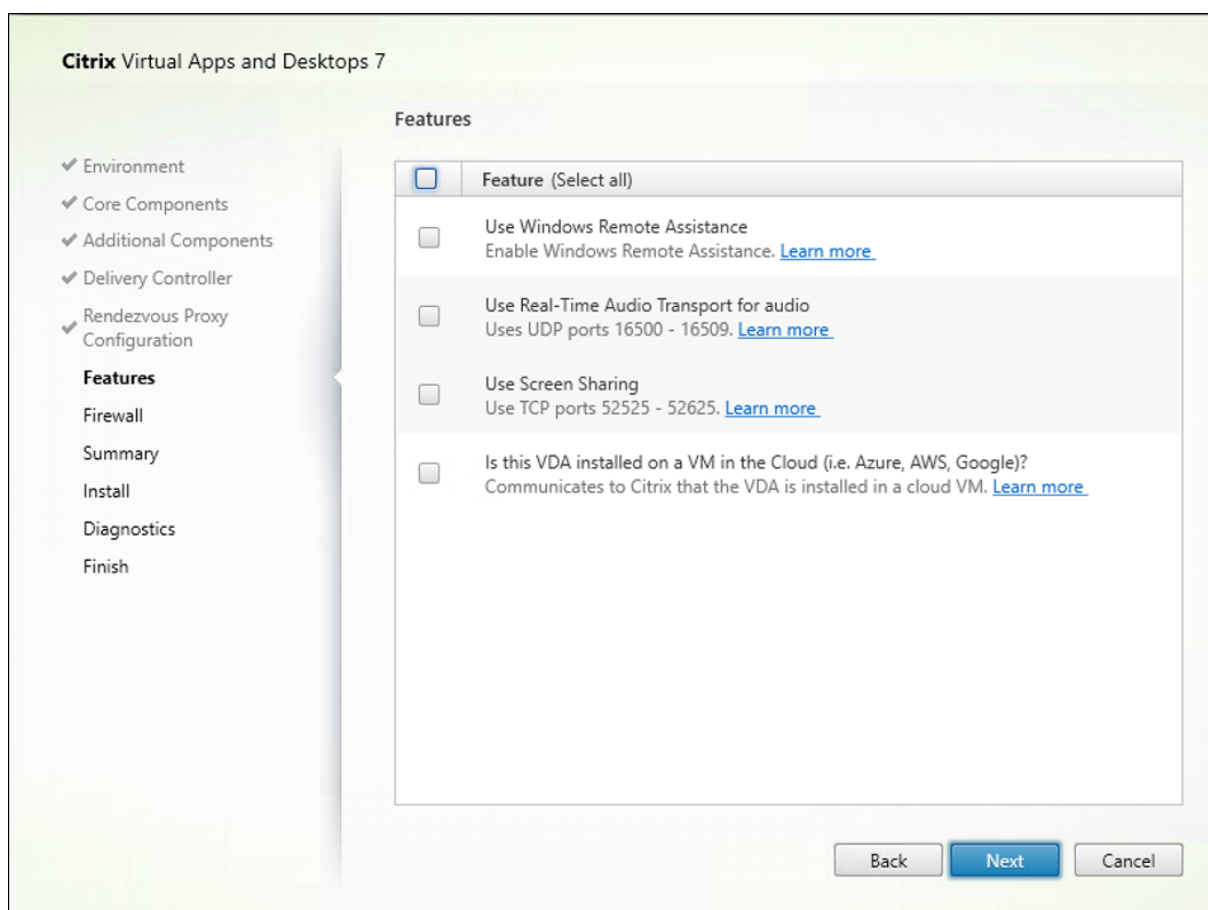 Citrix Virtual Apps and Desktops 7
Environment
Core Components
Additional Components
Delivery Controller
Rendezvous Proxy
Configuration
Features
Firewall
Summary
Install
Diagnostics
Finish
Features
Feature (Select all)
Use Windows Remote Assistance
Enable Windows Remote Assistance. Learn more
Use Real-Time Audio Transport for audio
Uses UDP ports 16500 - 16509. Learn more
Use Screen Sharing
Use TCP ports 52525 - 52625. Learn more
Is this VDA installed on a VM in the Cloud (i.e. Azure, AWS, Google)?
Communicates to Citrix that the VDA is installed in a cloud VM. Learn more
Back Next Cancel